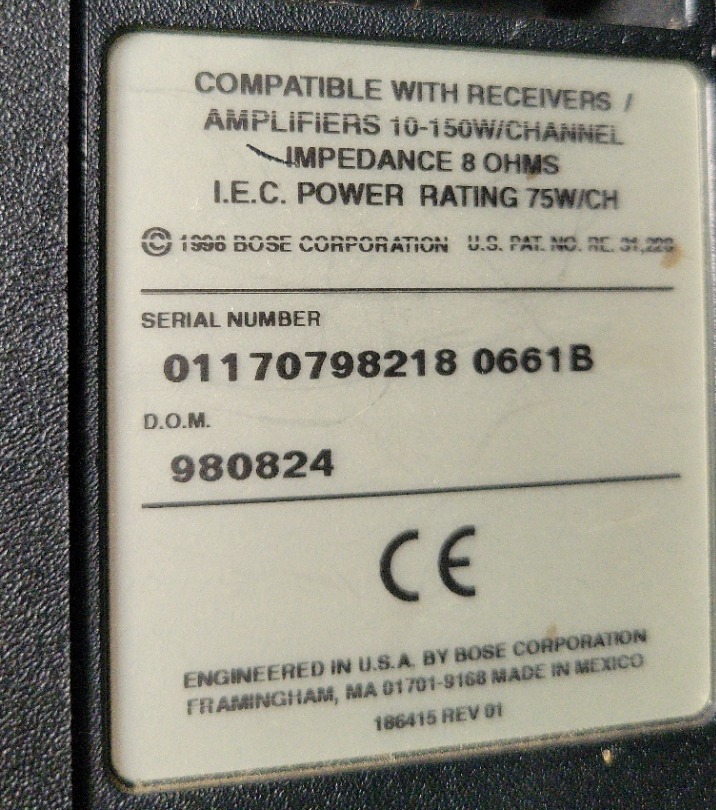 COMPATIBLE WITH RECEIVERS /
AMPLIFIERS 10-150W/CHANNEL
IMPEDANCE 8 OHMS
I.E.C. POWER RATING 75W/CH
© 1996 BOSE CORPORATION U.S. PAT. NO. RE. 31,228
SERIAL NUMBER
01170798218 0661B
D.O.M.
980824
CE
ENGINEERED IN U.S.A. BY BOSE CORPORATION
FRAMINGHAM, MA 01701-9168 MADE IN MEXICO
186415 REV 01